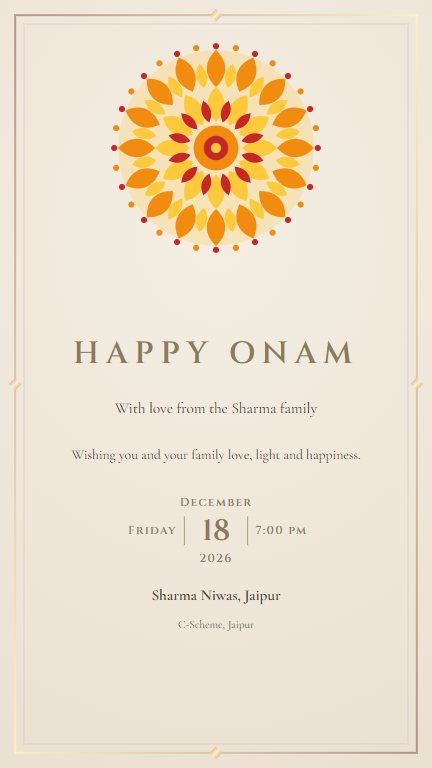 HAPPY ONAM
With love from the Sharma family
Wishing you and your family love, light and happiness.
December
Friday 18 7:00 PM
2026
Sharma Niwas, Jaipur
C-Scheme, Jaipur